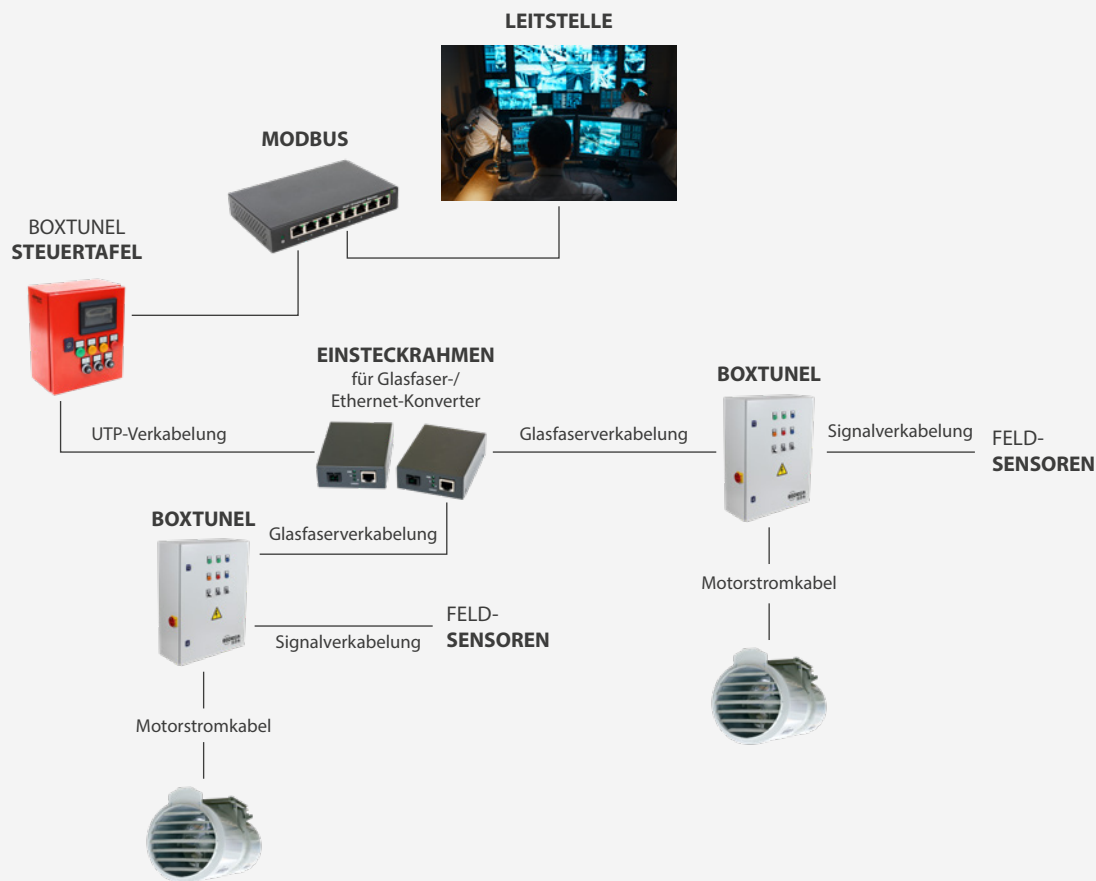 LEITSTELLE
MODBUS
BOXTUNEL
STEUERTAFEL
EINSTECKRAHMEN
für Glasfaser-/
Ethernet-Konverter
BOXTUNEL
UTP-Verkabelung
Glasfaserverkabelung
Signalverkabelung
FELD-
SENSOREN
BOXTUNEL
Glasfaserverkabelung
Motorstromkabel
FELD-
SENSOREN
Signalverkabelung
Motorstromkabel